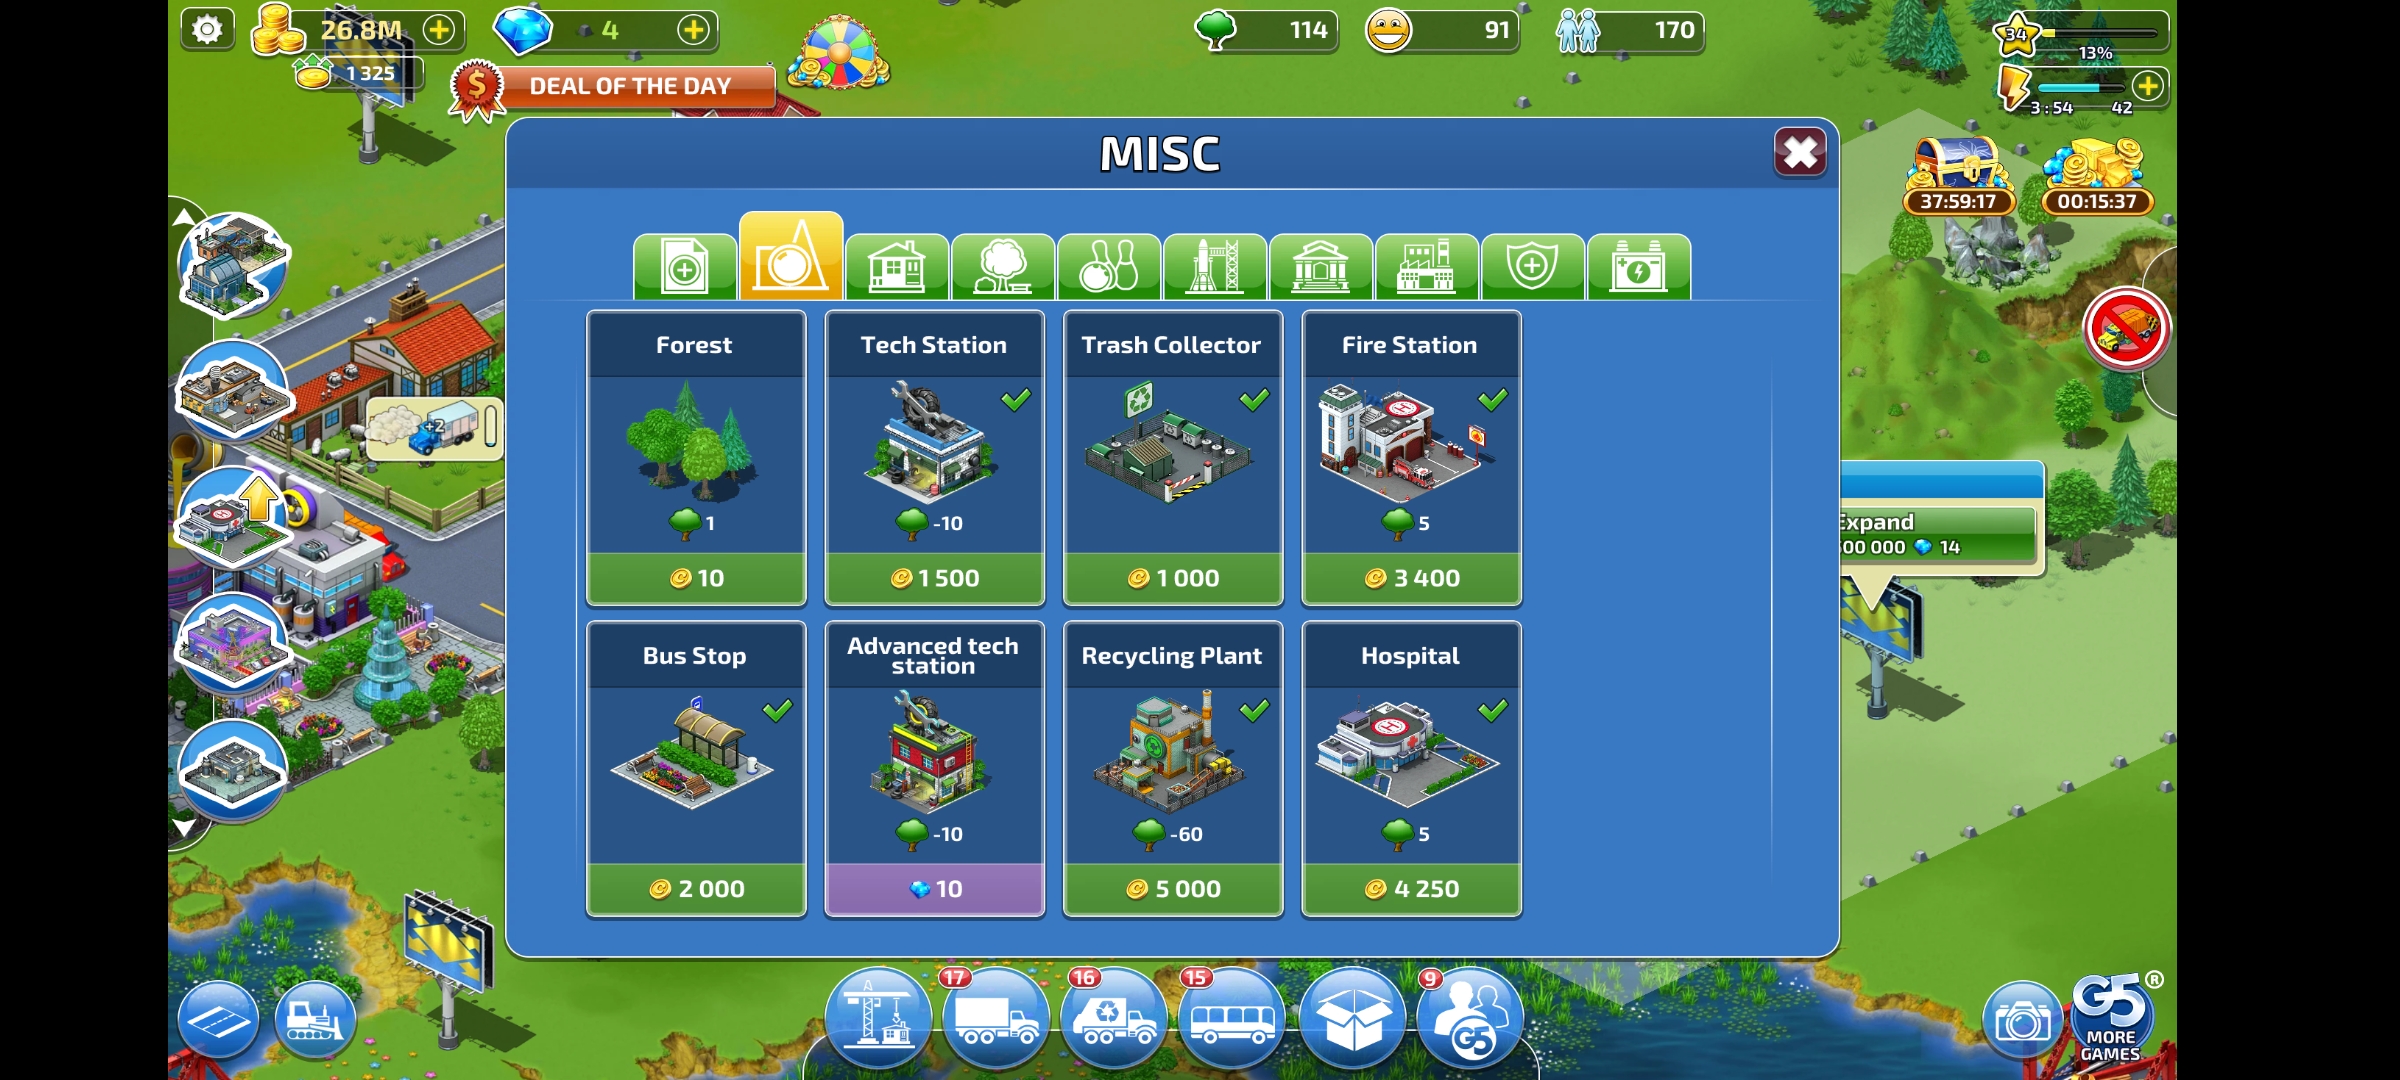 26.8M
4
114
91
170
34
13%
1 325
DEAL OF THE DAY
3 : 54
42
MISC
37:59:17
00:15:37
Forest
Tech Station
Trash Collector
Fire Station
+2
1
-10
5
10
1 500
1 000
3 400
Expand
00 000 14
Bus Stop
Advanced tech
station
Recycling Plant
Hospital
-10
-60
5
2 000
10
5 000
4 250
17
16
15
9
G5
G5 ®
MORE
GAMES